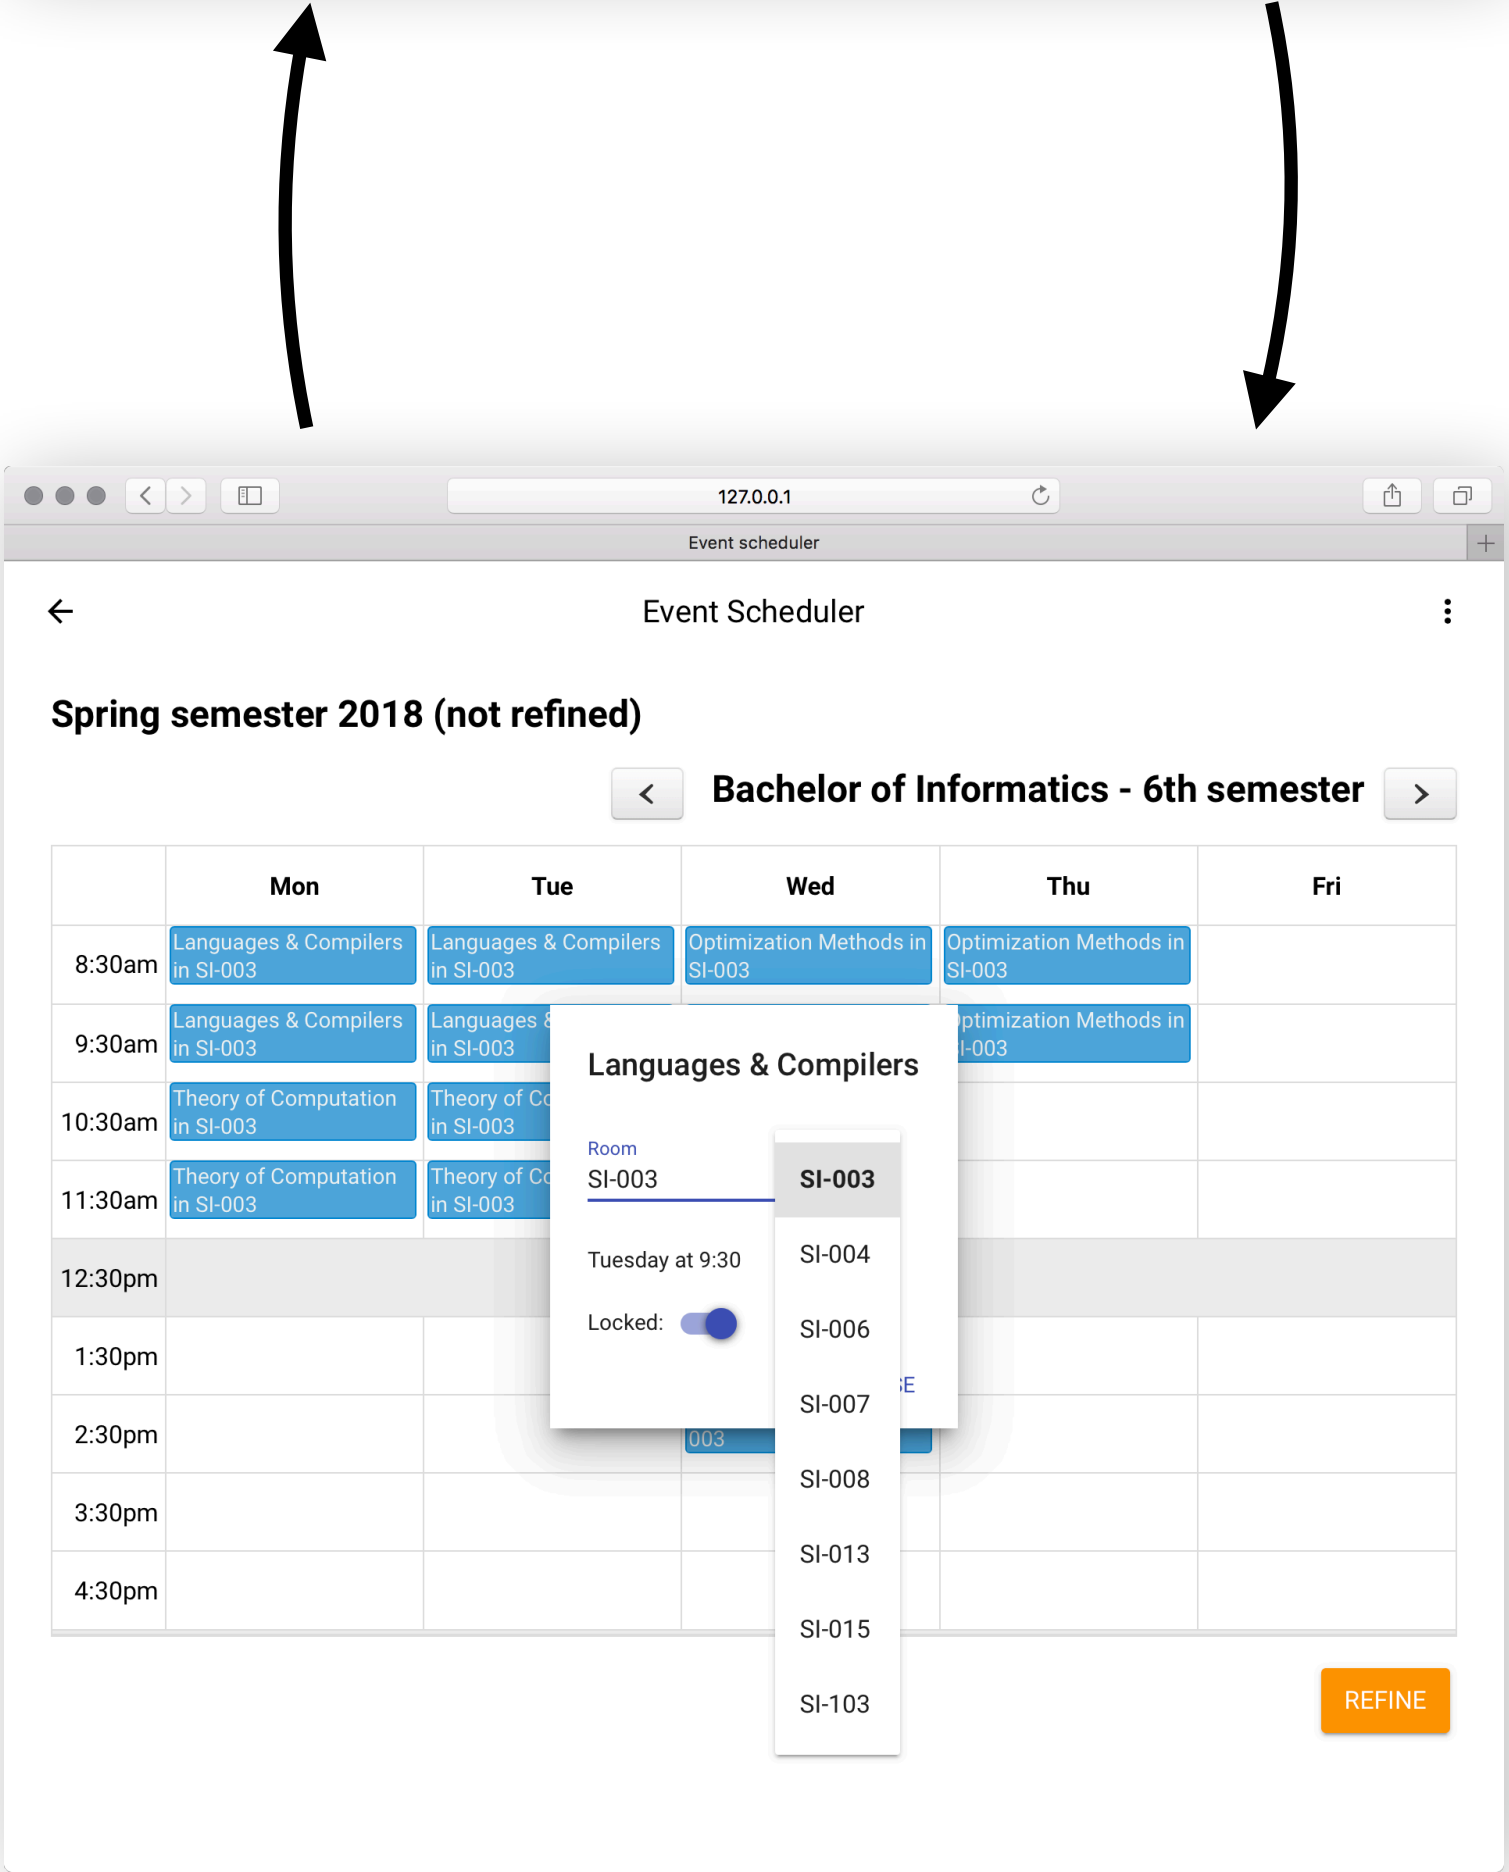 127.0.0.1
Event scheduler
Event Scheduler
Spring semester 2018 (not refined)
Bachelor of Informatics - 6th semester
Mon Tue Wed Thu Fri
8:30am
Languages & Compilers
in SI-003
Languages & Compilers
in SI-003
Optimization Methods in
SI-003
Optimization Methods in
SI-003
9:30am
Languages & Compilers
in SI-003
Languages
in SI-003
Methods in
10:30am
Theory of Computation
in SI-003
Theory of
in SI-003
11:30am
Theory of Computation
in SI-003
Theory of
in SI-003
12:30pm
1:30pm
2:30pm
003
3:30pm
4:30pm
Languages & Compilers
Room
SI-003
Tuesday at 9:30
Locked:
SI-003
SI-004
SI-006
SI-007
SI-008
SI-013
SI-015
SI-103
REFINE